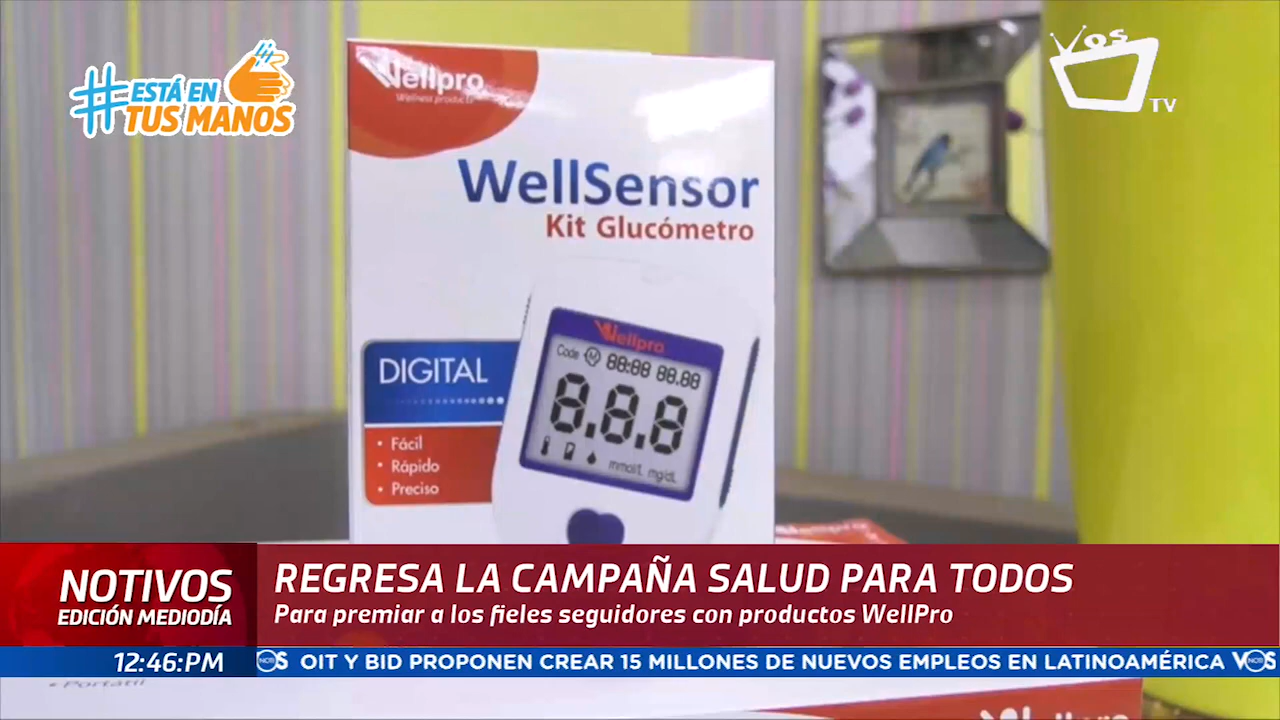 #ESTÁ EN
TUS MANOS
VOS
TV
Wellpro
Wellness products
WellSensor
Kit Glucómetro
DIGITAL
• Fácil
• Rápido
• Preciso
Wellpro
Code M 88:88 88.88
8.8.8
mmol/L mg/dL
NOTIVOS
EDICIÓN MEDIODÍA
REGRESA LA CAMPAÑA SALUD PARA TODOS
Para premiar a los fieles seguidores con productos WellPro
12:46:PM
OIT Y BID PROPONEN CREAR 15 MILLONES DE NUEVOS EMPLEOS EN LATINOAMÉRICA
• Portátil